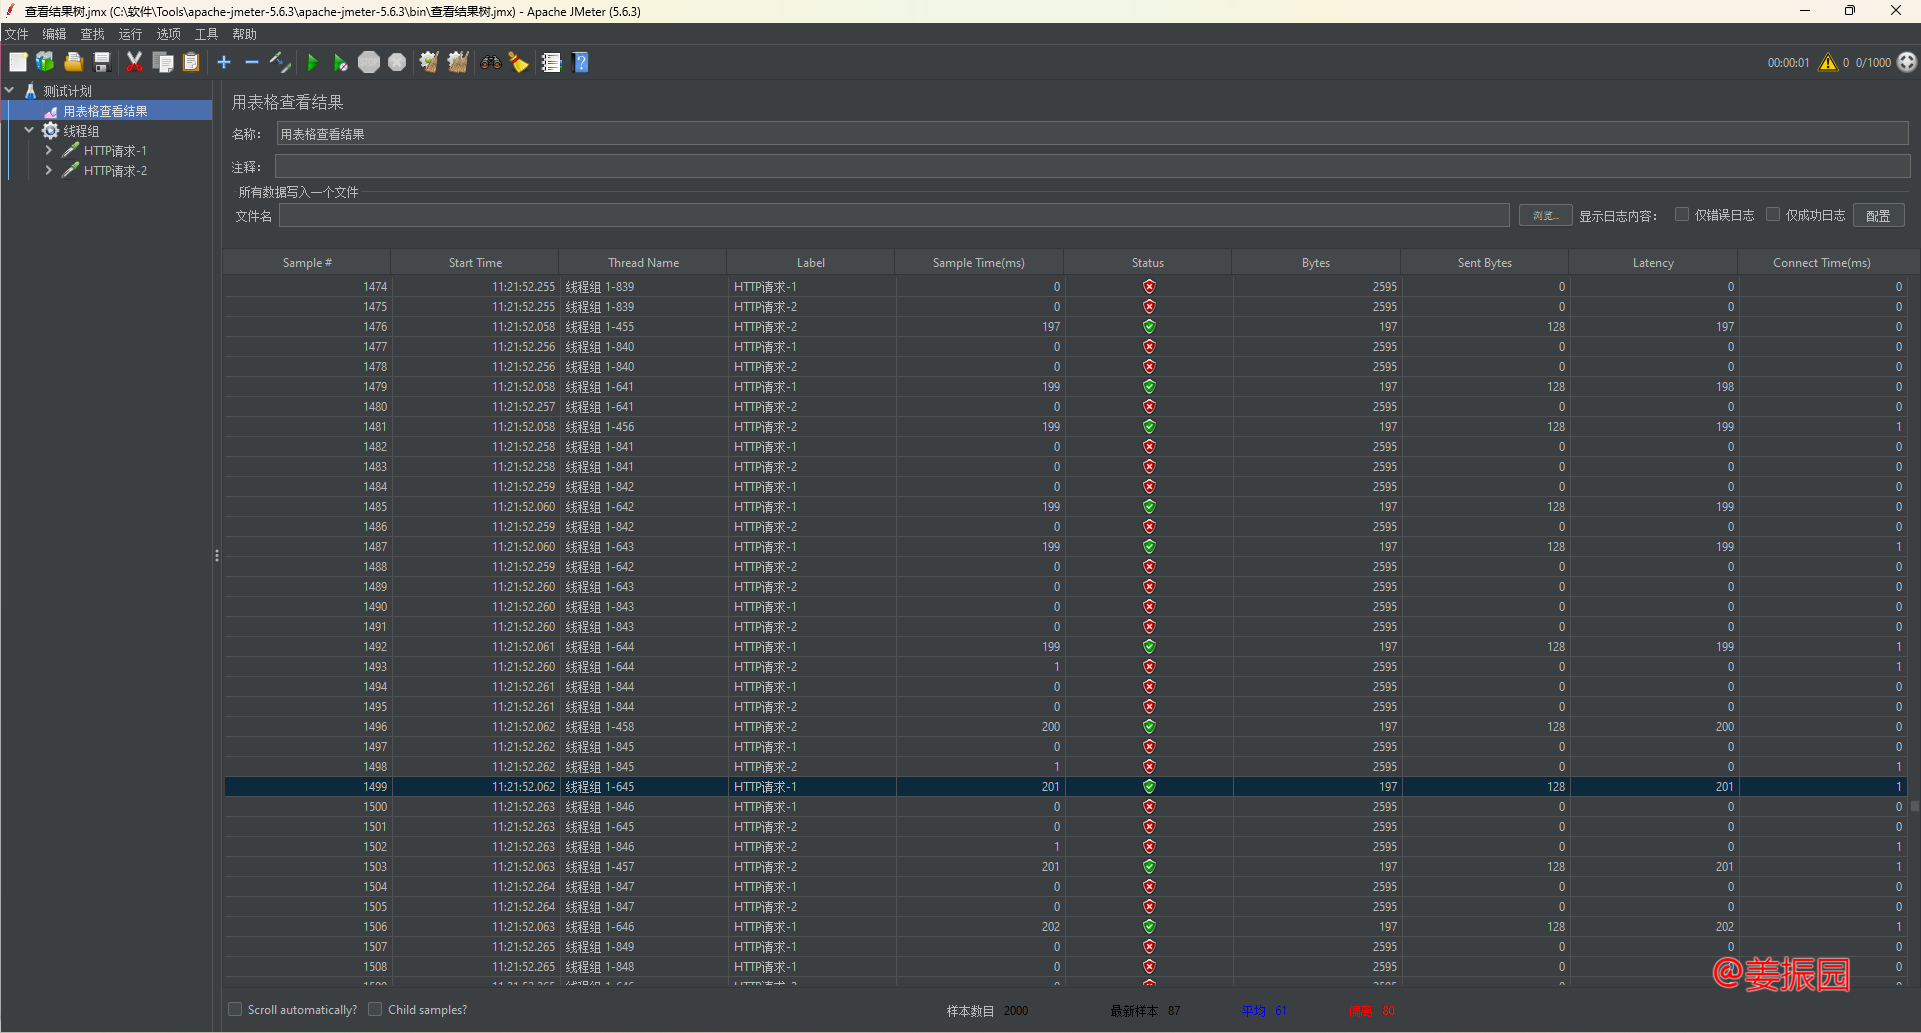 查看结果树.jmx (C:\软件\Tools\apache-jmeter-5.6.3\apache-jmeter-5.6.3\bin\查看结果树.jmx) - Apache JMeter (5.6.3)
文件 编辑 查找 运行 选项 工具 帮助
00:00:01 0 0/1000
测试计划
用表格查看结果
线程组
HTTP请求-1
HTTP请求-2
用表格查看结果
名称： 用表格查看结果
注释：
所有数据写入一个文件
文件名 浏览... 显示日志内容： 仅错误日志 仅成功日志 配置
Sample # Start Time Thread Name Label Sample Time(ms) Status Bytes Sent Bytes Latency Connect Time(ms)
1474 11:21:52.255 线程组 1-839 HTTP请求-1 0 2595 0 0 0
1475 11:21:52.255 线程组 1-839 HTTP请求-2 0 2595 0 0 0
1476 11:21:52.058 线程组 1-455 HTTP请求-2 197 197 128 197 0
1477 11:21:52.256 线程组 1-840 HTTP请求-1 0 2595 0 0 0
1478 11:21:52.256 线程组 1-840 HTTP请求-2 0 2595 0 0 0
1479 11:21:52.058 线程组 1-641 HTTP请求-1 199 197 128 198 0
1480 11:21:52.257 线程组 1-641 HTTP请求-2 0 2595 0 0 0
1481 11:21:52.058 线程组 1-456 HTTP请求-2 199 197 128 199 1
1482 11:21:52.258 线程组 1-841 HTTP请求-1 0 2595 0 0 0
1483 11:21:52.258 线程组 1-841 HTTP请求-2 0 2595 0 0 0
1484 11:21:52.259 线程组 1-842 HTTP请求-1 0 2595 0 0 0
1485 11:21:52.060 线程组 1-642 HTTP请求-1 199 197 128 199 0
1486 11:21:52.259 线程组 1-842 HTTP请求-2 0 2595 0 0 0
1487 11:21:52.060 线程组 1-643 HTTP请求-1 199 197 128 199 1
1488 11:21:52.259 线程组 1-642 HTTP请求-2 0 2595 0 0 0
1489 11:21:52.260 线程组 1-643 HTTP请求-2 0 2595 0 0 0
1490 11:21:52.260 线程组 1-843 HTTP请求-1 0 2595 0 0 0
1491 11:21:52.260 线程组 1-843 HTTP请求-2 0 2595 0 0 0
1492 11:21:52.061 线程组 1-644 HTTP请求-1 199 197 128 199 1
1493 11:21:52.260 线程组 1-644 HTTP请求-2 1 2595 0 0 1
1494 11:21:52.261 线程组 1-844 HTTP请求-1 0 2595 0 0 0
1495 11:21:52.261 线程组 1-844 HTTP请求-2 0 2595 0 0 0
1496 11:21:52.062 线程组 1-458 HTTP请求-2 200 197 128 200 0
1497 11:21:52.262 线程组 1-845 HTTP请求-1 0 2595 0 0 0
1498 11:21:52.262 线程组 1-845 HTTP请求-2 1 2595 0 0 1
1499 11:21:52.062 线程组 1-645 HTTP请求-1 201 197 128 201 1
1500 11:21:52.263 线程组 1-846 HTTP请求-1 0 2595 0 0 0
1501 11:21:52.263 线程组 1-645 HTTP请求-2 0 2595 0 0 0
1502 11:21:52.263 线程组 1-846 HTTP请求-2 1 2595 0 0 1
1503 11:21:52.063 线程组 1-457 HTTP请求-2 201 197 128 201 1
1504 11:21:52.264 线程组 1-847 HTTP请求-1 0 2595 0 0 0
1505 11:21:52.264 线程组 1-847 HTTP请求-2 0 2595 0 0 0
1506 11:21:52.063 线程组 1-646 HTTP请求-1 202 197 128 202 1
1507 11:21:52.265 线程组 1-849 HTTP请求-1 0 2595 0 0 0
1508 11:21:52.265 线程组 1-848 HTTP请求-1 0 2595 0 0 0
@姜振园
Scroll automatically? Child samples? 样本数目 2000 最新样本 87 平均 61 偏离 80